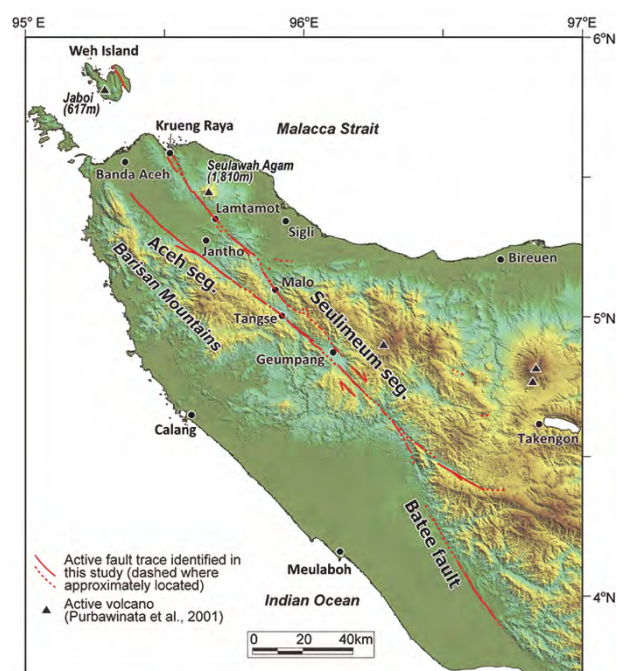 95° E
96°
97°
6°N
Weh Island
Jaboi
(617m)
Krueng Raya
Malacca Strait
Banda Aceh
Seulawah Agam
(1,810m)
Lamtamot
Sigli
Jantho
Bireuen
Aceh seg.
Barisan Mountains
Malo
Seulimeum seg.
Tangse
5°N
Geumpang
Calang
Takengon
Batee fault
Active fault trace identified in
this study (dashed where
approximately located)
Meulaboh
Active volcano
(Purbawinata et al., 2001)
Indian Ocean
4°N
0 20 40km